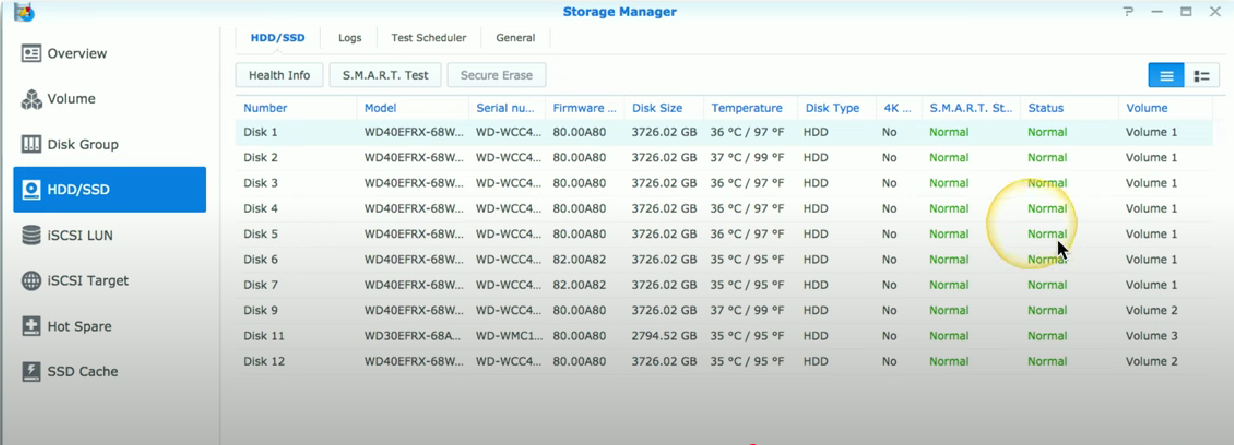 Storage Manager
Overview
Volume
Disk Group
HDD/SSD
iSCSI LUN
iSCSI Target
Hot Spare
SSD Cache
HDD/SSD Logs Test Scheduler General
Health Info S.M.A.R.T. Test Secure Erase
Number Model Serial nu... Firmware ... Disk Size Temperature Disk Type 4K ... S.M.A.R.T. St... Status Volume
Disk 1 WD40EFRX-68W... WD-WCC4... 80.00A80 3726.02 GB 36 °C / 97 °F HDD No Normal Normal Volume 1
Disk 2 WD40EFRX-68W... WD-WCC4... 80.00A80 3726.02 GB 37 °C / 99 °F HDD No Normal Normal Volume 1
Disk 3 WD40EFRX-68W... WD-WCC4... 80.00A80 3726.02 GB 36 °C / 97 °F HDD No Normal Normal Volume 1
Disk 4 WD40EFRX-68W... WD-WCC4... 80.00A80 3726.02 GB 36 °C / 97 °F HDD No Normal Normal Volume 1
Disk 5 WD40EFRX-68W... WD-WCC4... 80.00A80 3726.02 GB 36 °C / 97 °F HDD No Normal Normal Volume 1
Disk 6 WD40EFRX-68W... WD-WCC4... 82.00A82 3726.02 GB 35 °C / 95 °F HDD No Normal Normal Volume 1
Disk 7 WD40EFRX-68W... WD-WCC4... 82.00A82 3726.02 GB 35 °C / 95 °F HDD No Normal Normal Volume 1
Disk 9 WD40EFRX-68W... WD-WCC4... 80.00A80 3726.02 GB 37 °C / 99 °F HDD No Normal Normal Volume 2
Disk 11 WD30EFRX-68A... WD-WMC1... 80.00A80 2794.52 GB 35 °C / 95 °F HDD No Normal Normal Volume 3
Disk 12 WD40EFRX-68W... WD-WCC4... 80.00A80 3726.02 GB 35 °C / 95 °F HDD No Normal Normal Volume 2